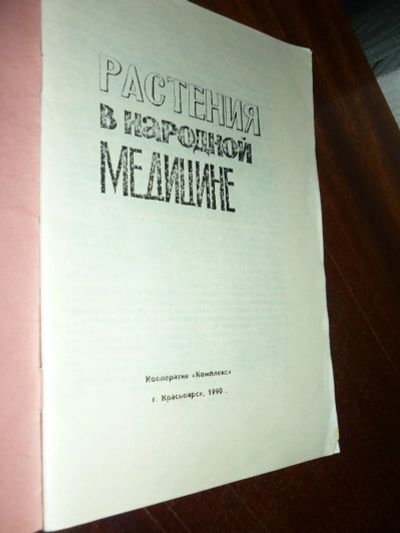 РАСТЕНИЯ
В НАРОДНОЙ
МЕДИЦИНЕ
Кооператив «Комплекс»
г. Красноярск, 1990 .